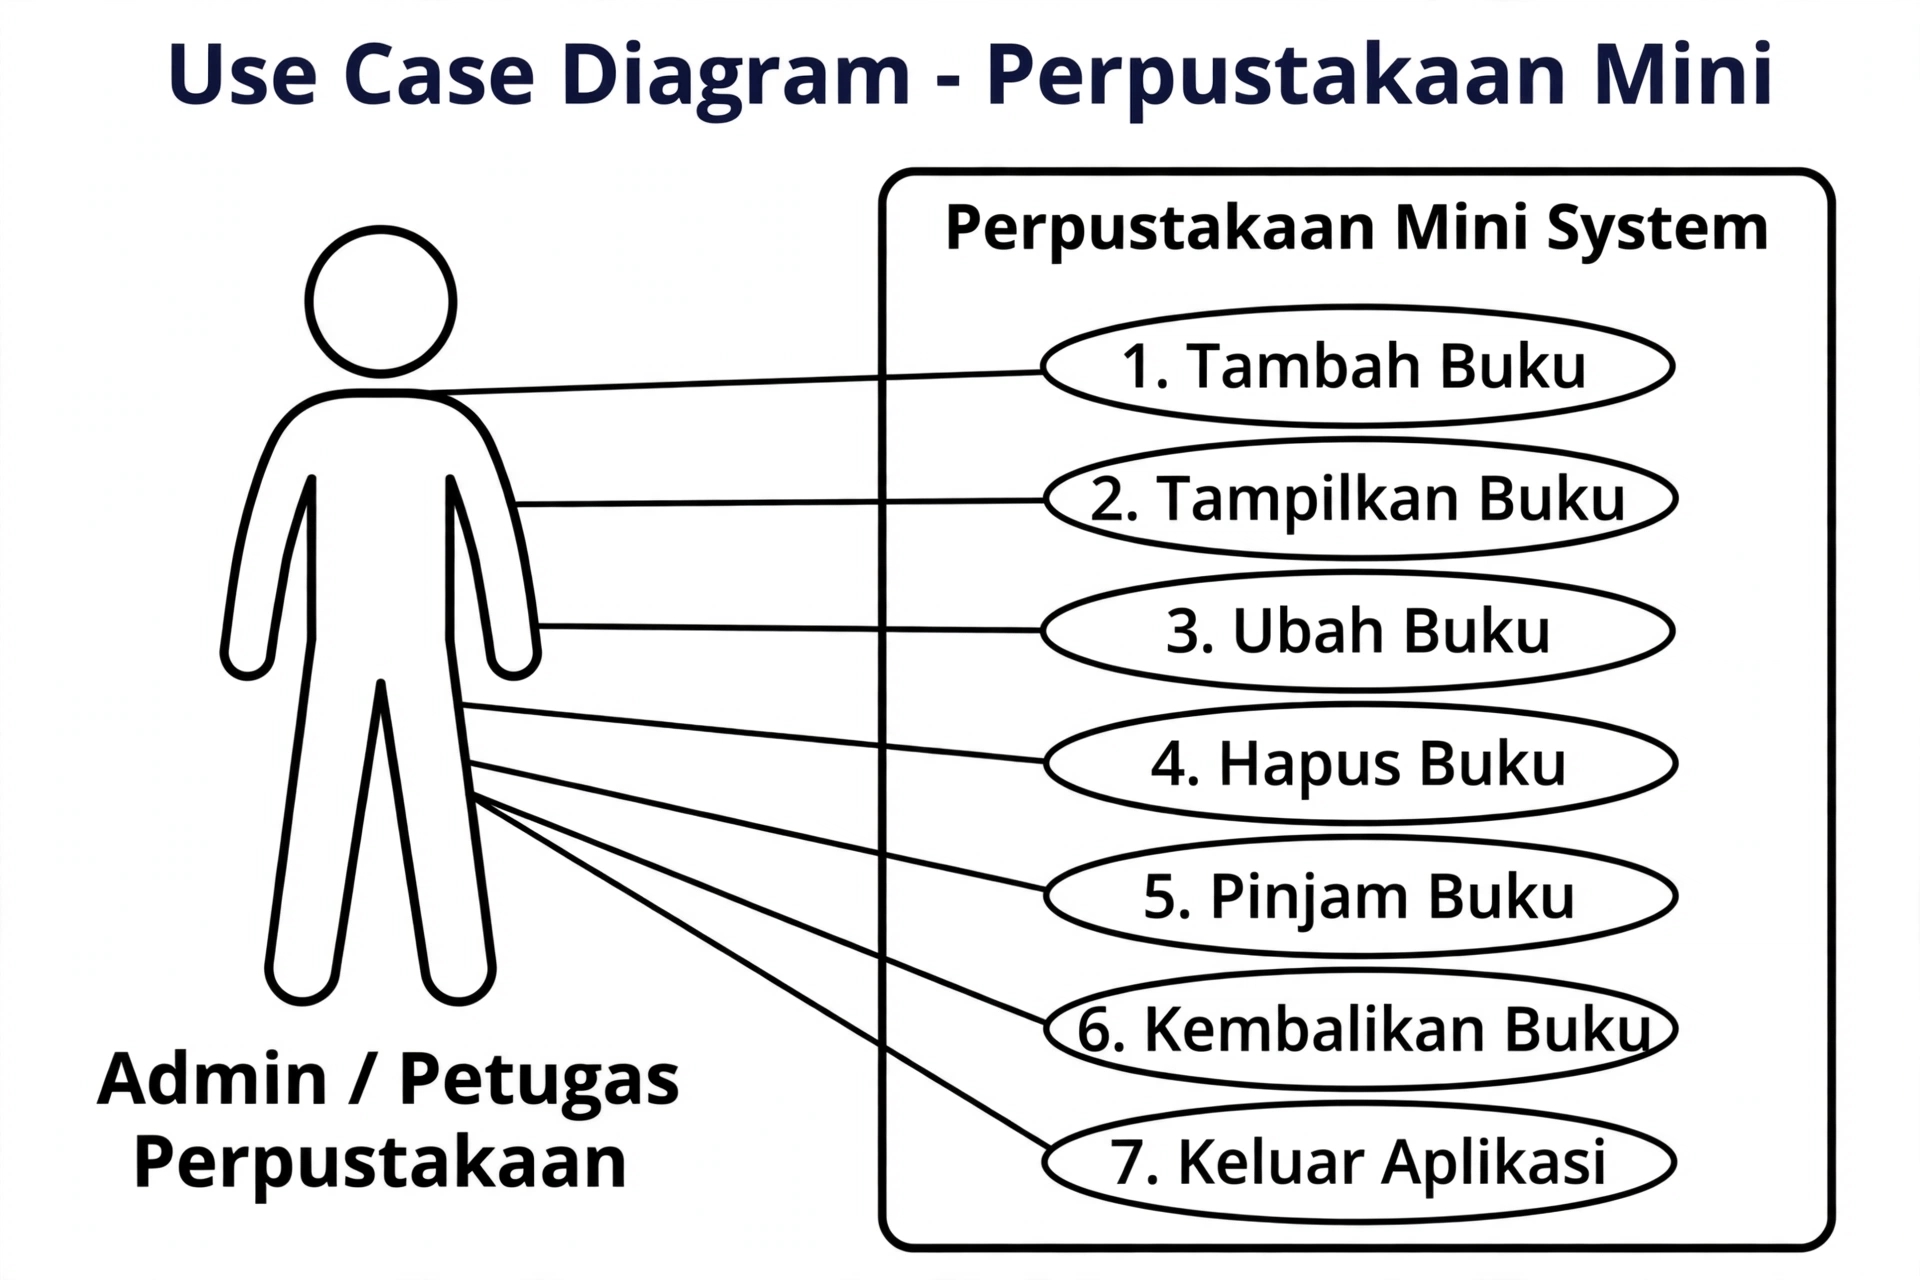 Use Case Diagram - Perpustakaan Mini
Perpustakaan Mini System
1. Tambah Buku
2. Tampilkan Buku
3. Ubah Buku
4. Hapus Buku
5. Pinjam Buku
6. Kembalikan Buku
7. Keluar Aplikasi
Admin / Petugas
Perpustakaan